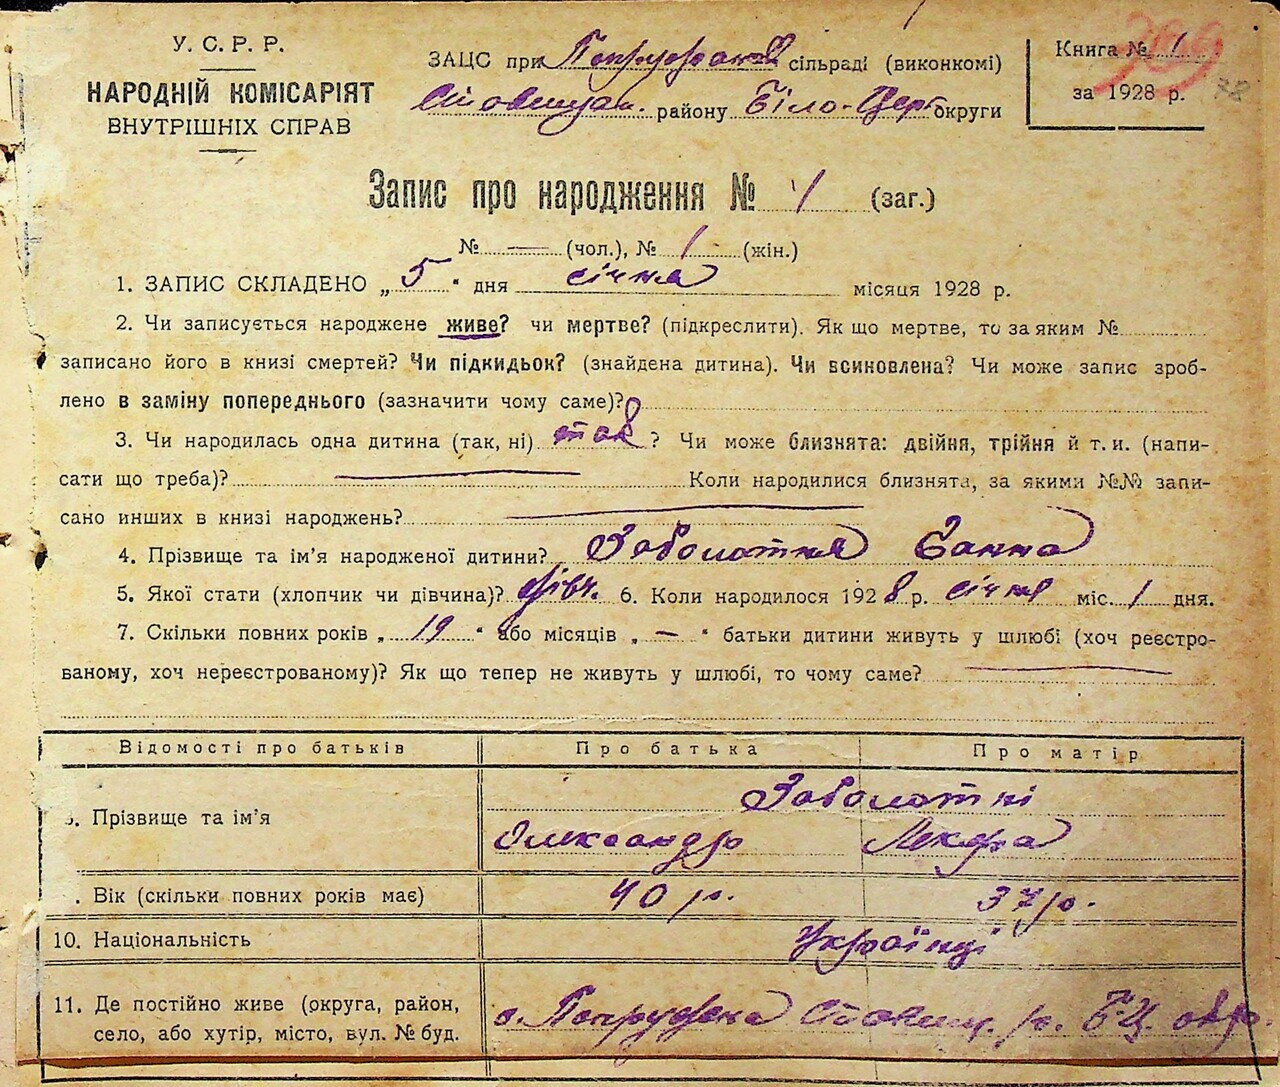 У. С. Р. Р.
НАРОДНІЙ КОМІСАРІЯТ
ВНУТРІШНІХ СПРАВ
ЗАЦС при Попружанській сільраді (виконкомі)
Ставищан. району Біло-Церк округи
Книга № 1
за 1928 р.
Запис про народження № 1 (заг.)
№ — (чол.), № 1 (жін.)
1. ЗАПИС СКЛАДЕНО „ 5 " дня січня місяця 1928 р.
2. Чи записується народжене живе? чи мертве? (підкреслити). Як що мертве, то за яким №
записано його в книзі смертей? Чи підкидьок? (знайдена дитина). Чи всиновлена? Чи може запис зроб-
лено в заміну попереднього (зазначити чому саме)?
3. Чи народилась одна дитина (так, ні) так ? Чи може близнята: двійня, трійня й т. и. (напи-
сати що треба)? Коли народилися близнята, за якими №№ запи-
сано инших в книзі народжень?
4. Прізвище та ім'я народженої дитини? Заболотня Ганна
5. Якої стати (хлопчик чи дівчина)? дівч. 6. Коли народилося 1928 р. січня міс. 1 дня.
7. Скільки повних років „ 19 " або місяців „ — " батьки дитини живуть у шлюбі (хоч реєстро-
ваному, хоч нереєстрованому)? Як що тепер не живуть у шлюбі, то чому саме?
Відомості про батьків Про батька Про матір
Заболотні
Прізвище та ім'я Олександр
. Вік (скільки повних років має) 40 р. 37 р.
10. Національність Українці
11. Де постійно живе (округа, район,
село, або хутір, місто, вул. № буд.
с. Попружна Ставищ. р. Б.Ц. окр.